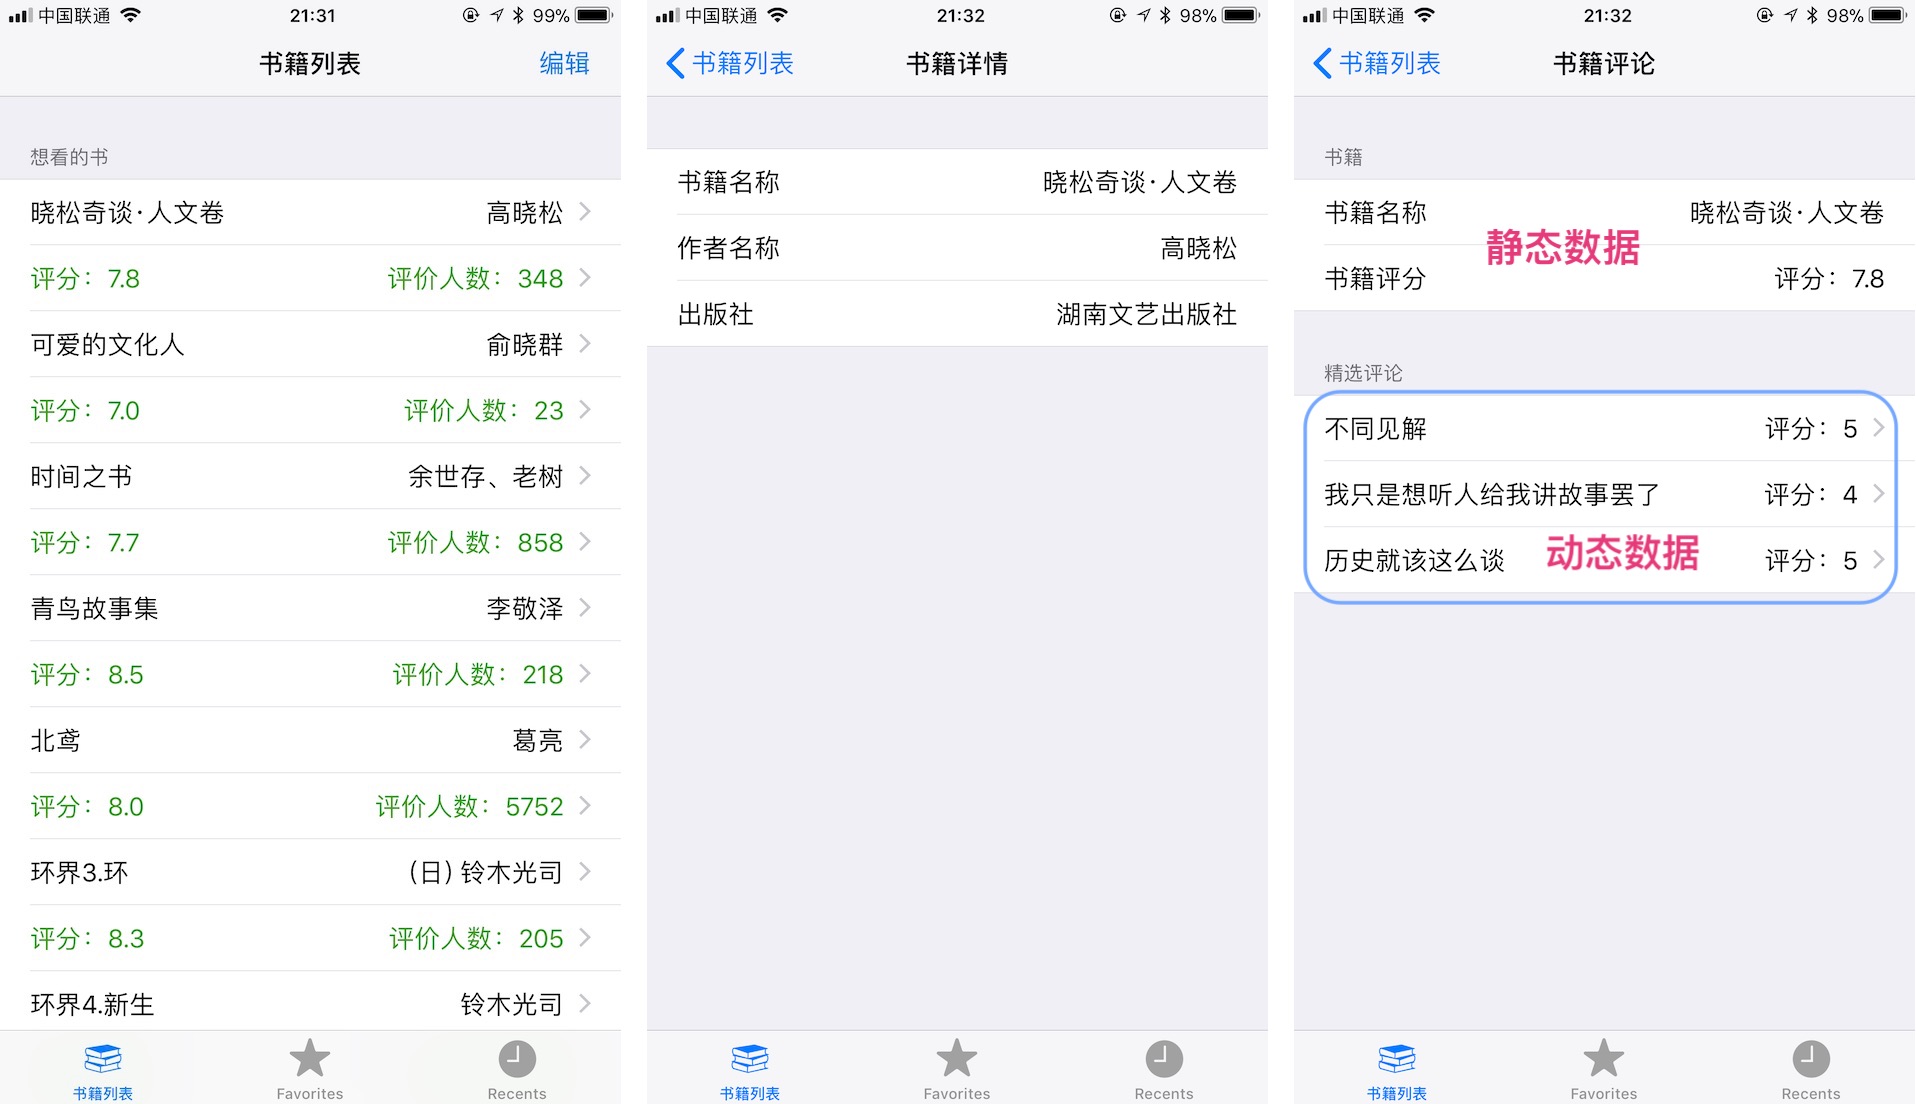 中国联通 21:31 99%
书籍列表 编辑
想看的书
晓松奇谈·人文卷 高晓松
评分：7.8 评价人数：348
可爱的文化人 俞晓群
评分：7.0 评价人数：23
时间之书 余世存、老树
评分：7.7 评价人数：858
青鸟故事集 李敬泽
评分：8.5 评价人数：218
北鸢 葛亮
评分：8.0 评价人数：5752
环界3.环 (日) 铃木光司
评分：8.3 评价人数：205
环界4.新生 铃木光司
书籍列表 Favorites Recents
中国联通 21:32 98%
书籍列表 书籍详情
书籍名称 晓松奇谈·人文卷
作者名称 高晓松
出版社 湖南文艺出版社
书籍列表 Favorites Recents
中国联通 21:32 98%
书籍列表 书籍评论
书籍
书籍名称 晓松奇谈·人文卷
静态数据
书籍评分 评分：7.8
精选评论
不同见解 评分：5
我只是想听人给我讲故事罢了 评分：4
历史就该这么谈 动态数据 评分：5
书籍列表 Favorites Recents